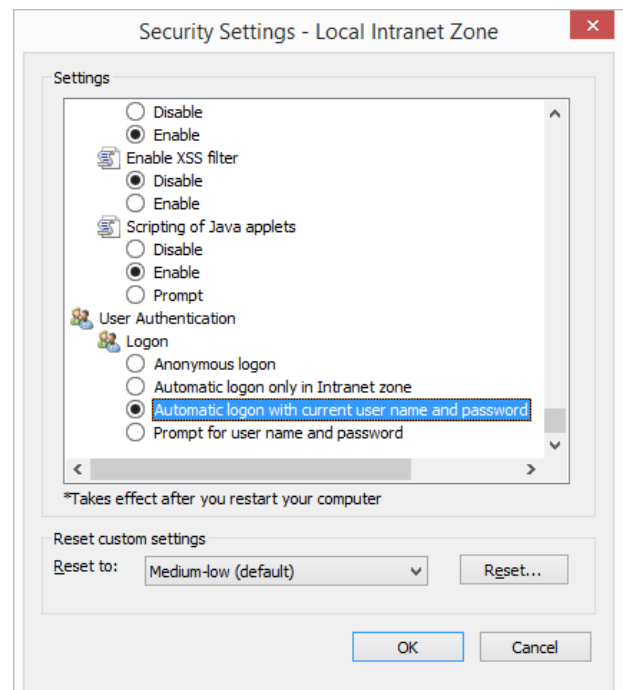 Security Settings - Local Intranet Zone
Settings
Disable
Enable
Enable XSS filter
Disable
Enable
Scripting of Java applets
Disable
Enable
Prompt
User Authentication
Logon
Anonymous logon
Automatic logon only in Intranet zone
Automatic logon with current user name and password
Prompt for user name and password
*Takes effect after you restart your computer
Reset custom settings
Reset to: Medium-low (default) Reset...
OK Cancel